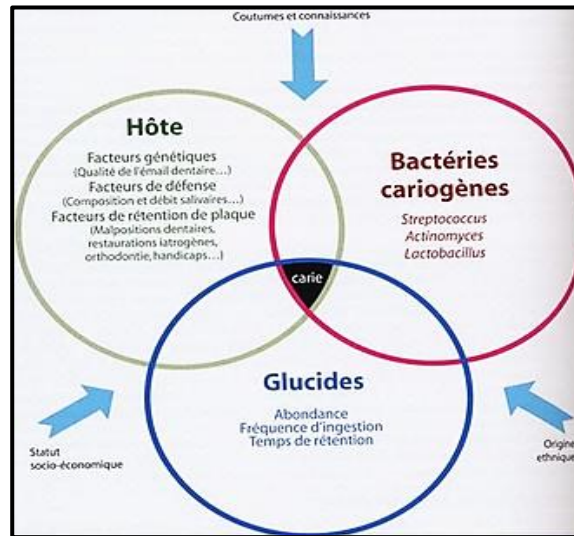 Coutumes et connaissances
Hôte
Facteurs génétiques
(Qualité de l'émail dentaire...)
Facteurs de défense
(Composition et débit salivaires...)
Facteurs de rétention de plaque
(Malpositions dentaires,
restaurations iatrogènes,
orthodontie, handicaps...)
Bactéries
cariogènes
Streptococcus
Actinomyces
Lactobacillus
carie
Glucides
Abondance
Fréquence d'ingestion
Temps de rétention
Statut
socio-économique
Origine
ethnique